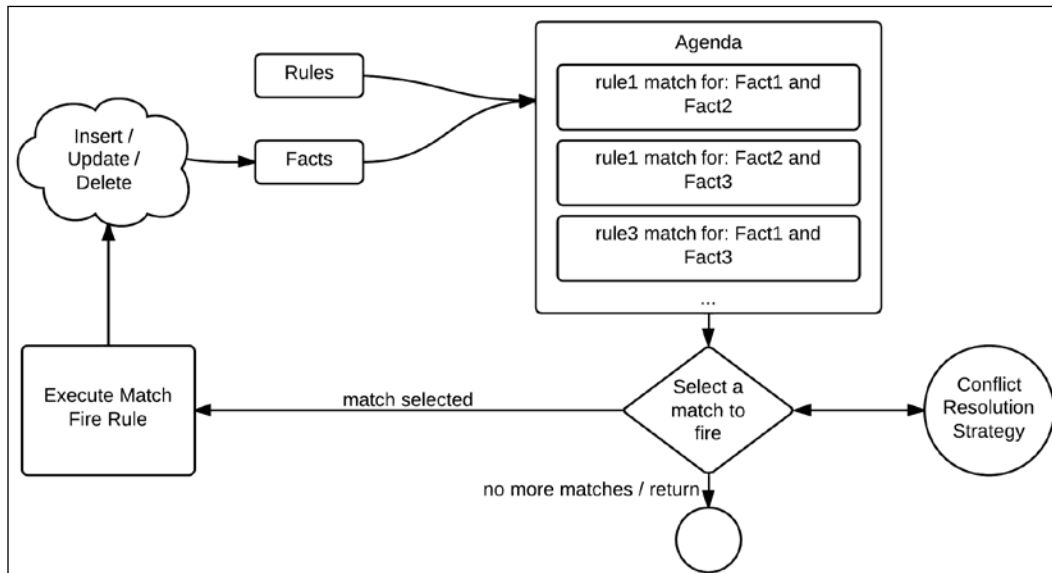 Agenda
Rules
rule1 match for: Fact1 and
Fact2
Insert /
Update /
Delete
Facts
rule1 match for: Fact2 and
Fact3
rule3 match for: Fact1 and
Fact3
...
Execute Match
Fire Rule
match selected
Select a
match to
fire
Conflict
Resolution
Strategy
no more matches / return